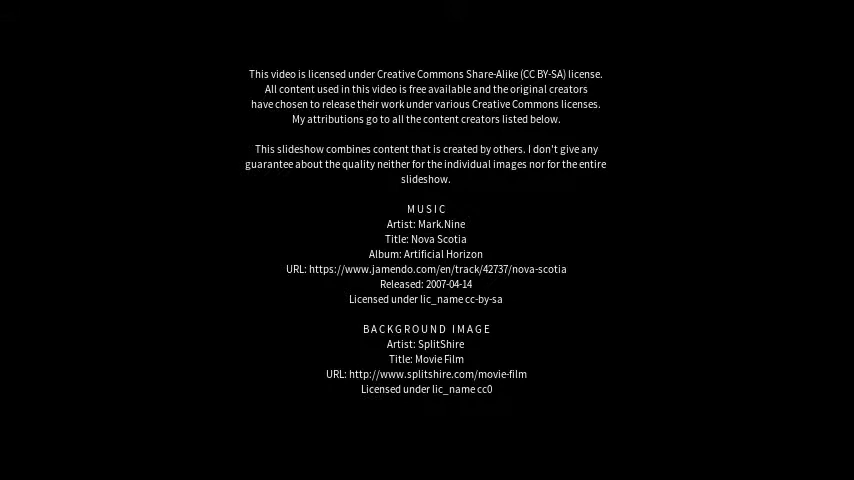 This video is licensed under Creative Commons Share-Alike (CC BY-SA) license.
All content used in this video is free available and the original creators
have chosen to release their work under various Creative Commons licenses.
My attributions go to all the content creators listed below.
This slideshow combines content that is created by others. I don't give any
guarantee about the quality neither for the individual images nor for the entire
slideshow.
MUSIC
Artist: Mark.Nine
Title: Nova Scotia
Album: Artificial Horizon
URL: https://www.jamendo.com/en/track/42737/nova-scotia
Released: 2007-04-14
Licensed under lic_name cc-by-sa
BACKGROUND IMAGE
Artist: SplitShire
Title: Movie Film
URL: http://www.splitshire.com/movie-film
Licensed under lic_name cc0